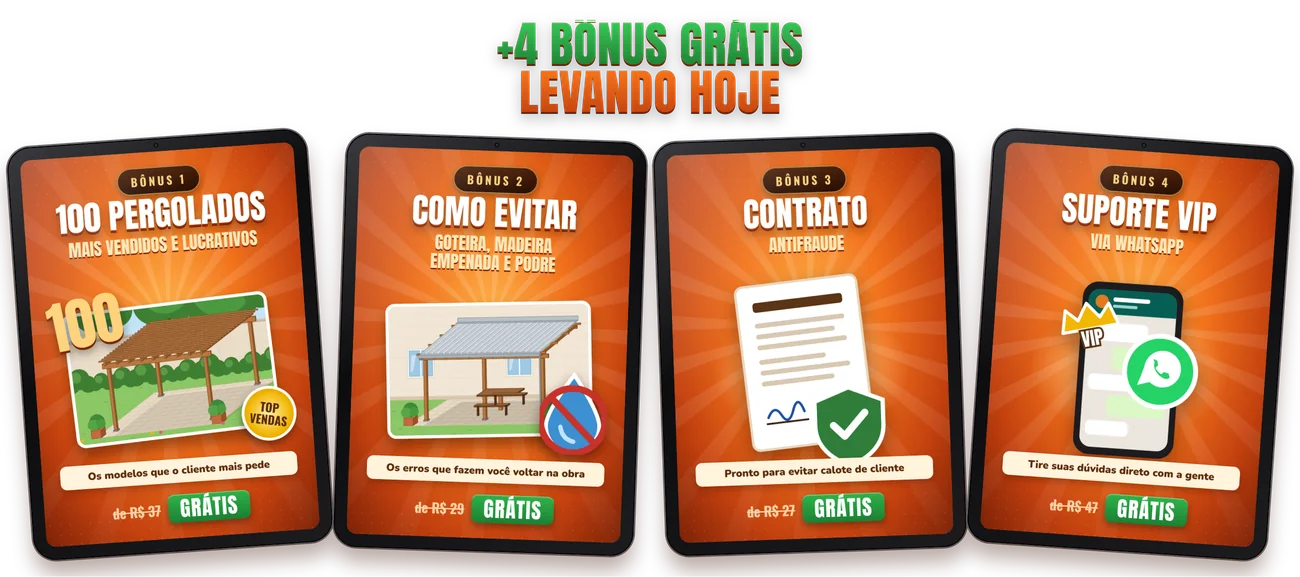 +4 BÔNUS GRÁTIS
LEVANDO HOJE
BÔNUS 1
100 PERGOLADOS
MAIS VENDIDOS E LUCRATIVOS
100
TOP
VENDAS
Os modelos que o cliente mais pede
de R$ 37 GRÁTIS
BÔNUS 2
COMO EVITAR
GOTEIRA, MADEIRA
EMPENADA E PODRE
Os erros que fazem você voltar na obra
de R$ 29 GRÁTIS
BÔNUS 3
CONTRATO
ANTIFRAUDE
Pronto para evitar calote de cliente
de R$ 27 GRÁTIS
BÔNUS 4
SUPORTE VIP
VIA WHATSAPP
VIP
Tire suas dúvidas direto com a gente
de R$ 47 GRÁTIS